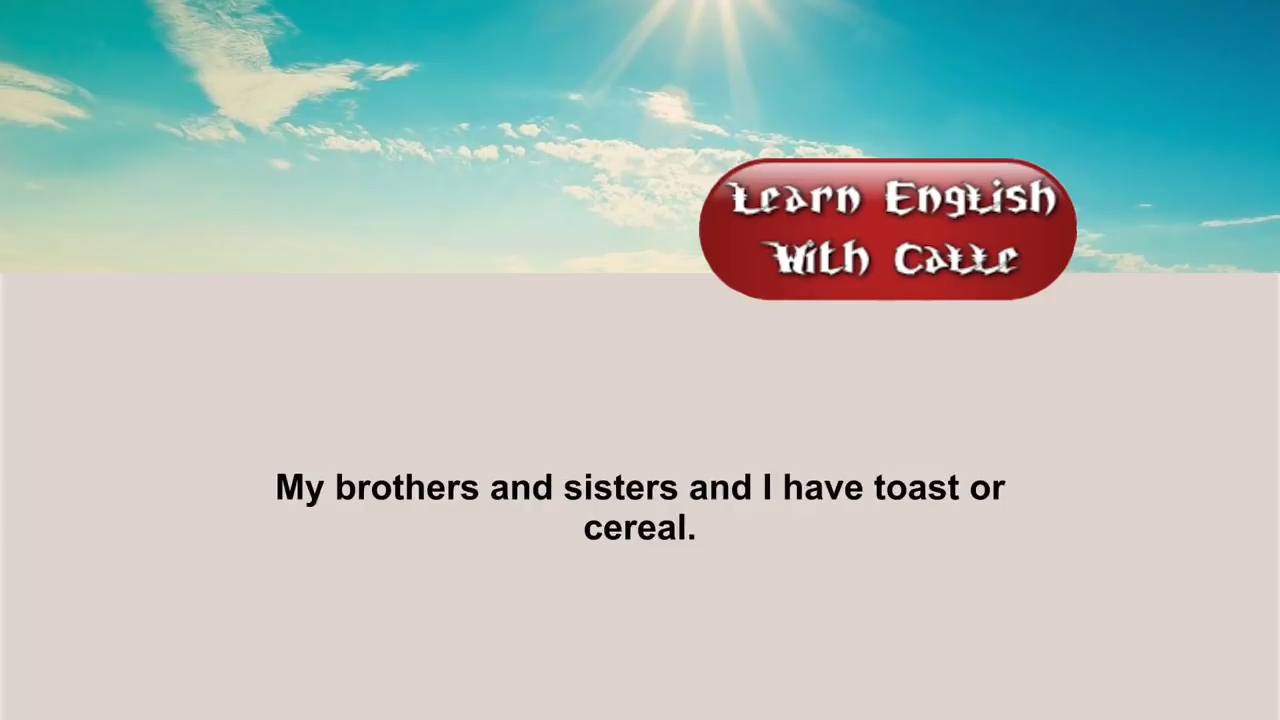 Learn English
With Calle
My brothers and sisters and I have toast or
cereal.